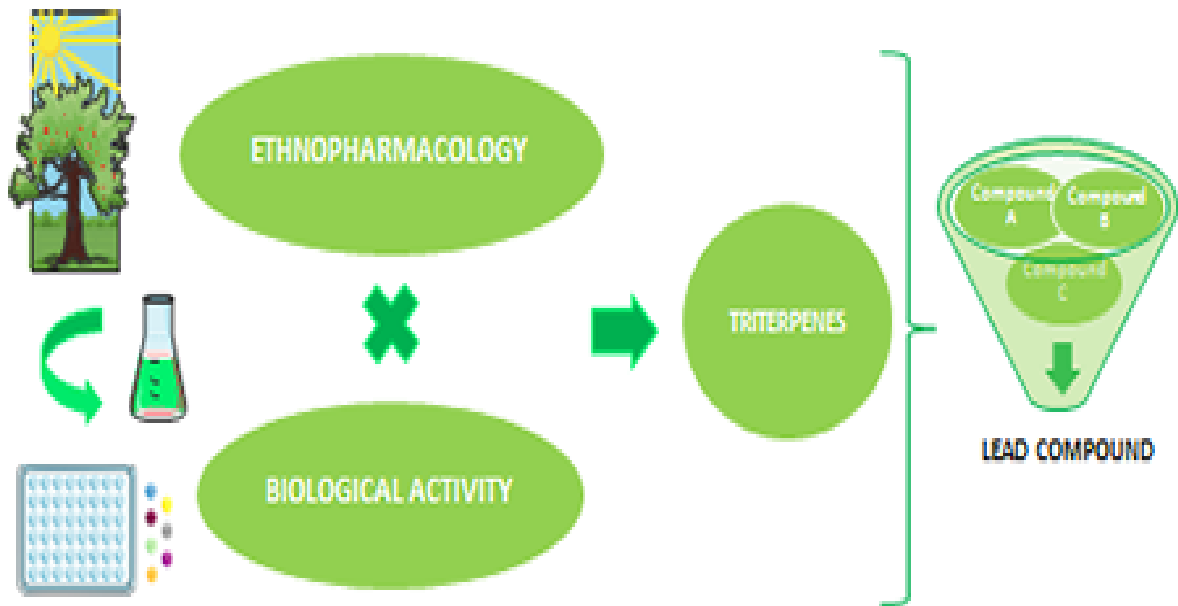 ETHNOPHARMACOLOGY
BIOLOGICAL ACTIVITY
TRITERPENES
Compound
A
Compound
B
Compound
C
LEAD COMPOUND